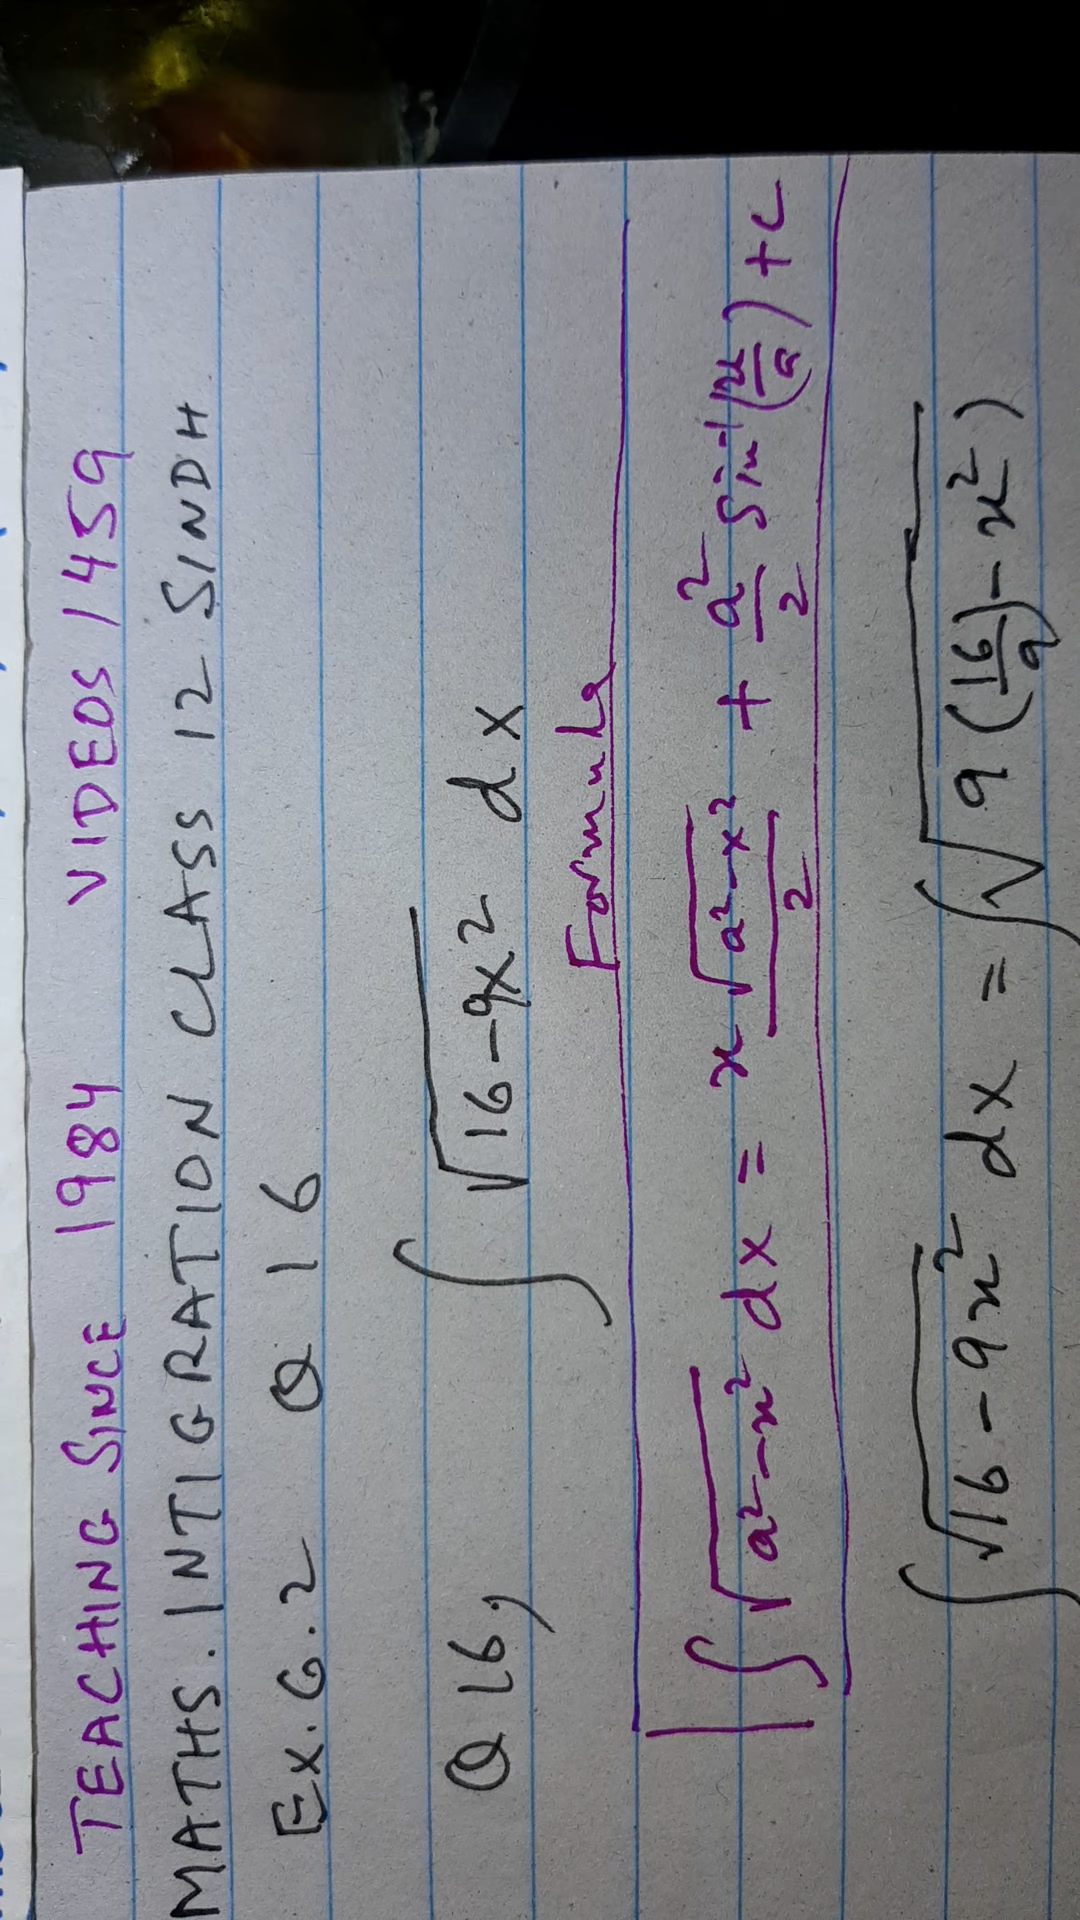 TEACHING SINCE 1984 VIDEOS 1459
MATHS. INTIGRATION CLASS 12 SINDH
Ex. 6.2 Q 16
Q 16, ∫ √16-9x2 dx
Formula
∫ √a²-x² dx = x √a²-x² / 2 + a²/2 sin⁻¹(x/a) + c
∫ √16-9x² dx = ∫ √9(16/9)-x²)